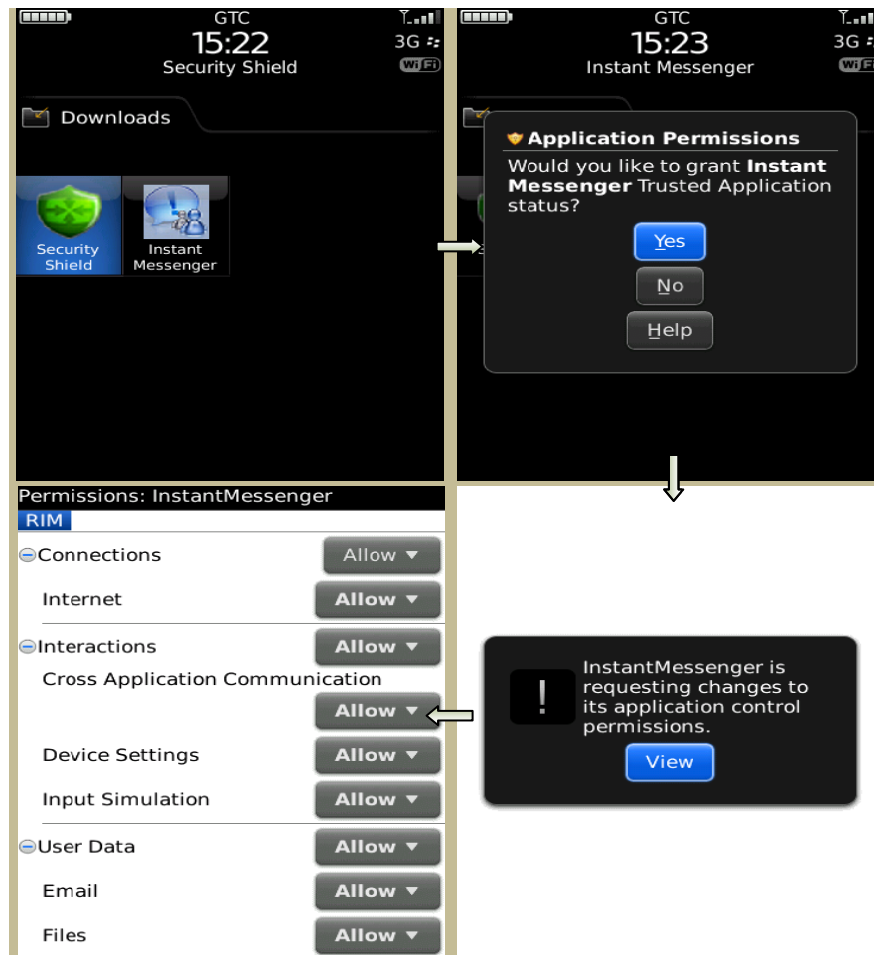 GTC
15:22
3G
Security Shield
WiFi
Downloads
Security
Shield
Instant
Messenger
GTC
15:23
3G
Instant Messenger
WiFi
Application Permissions
Would you like to grant Instant
Messenger Trusted Application
status?
Yes
No
Help
InstantMessenger is
requesting changes to
its application control
permissions.
View
Permissions: InstantMessenger
RIM
Connections Allow
Internet Allow
Interactions Allow
Cross Application Communication
Allow
Device Settings Allow
Input Simulation Allow
User Data Allow
Email Allow
Files Allow